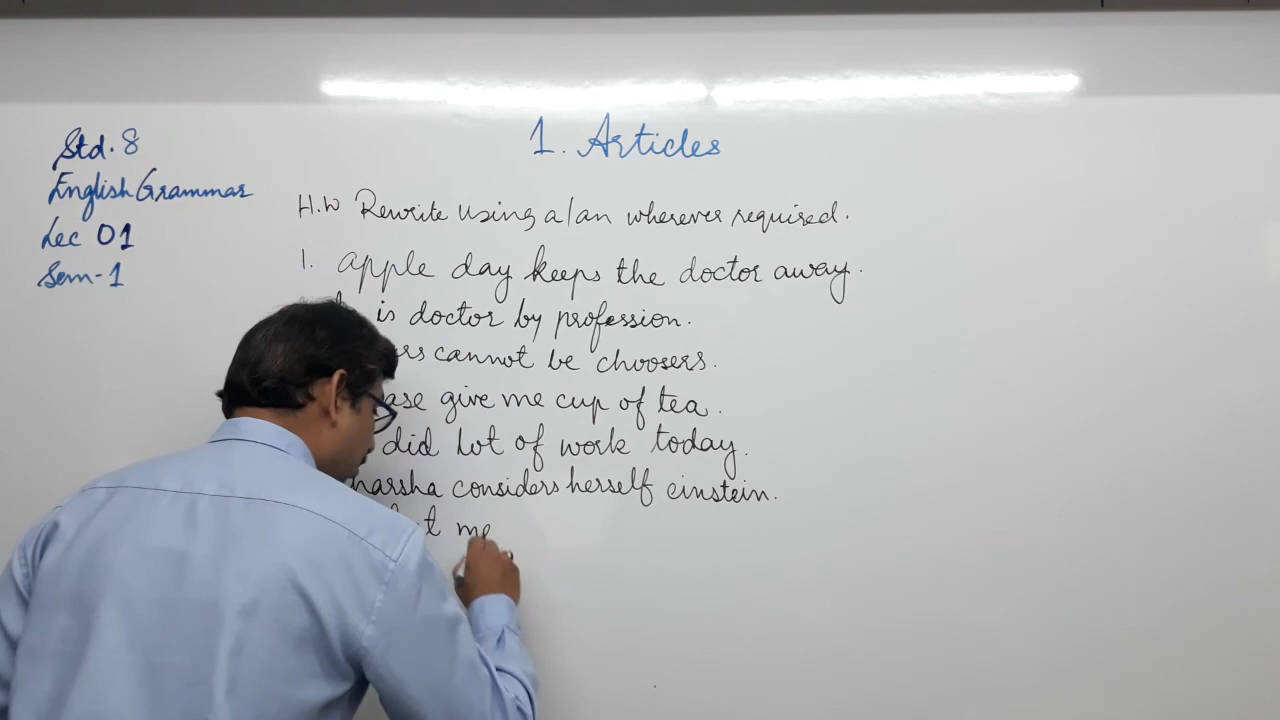 1. Articles
Std. 8
English Grammar
Lec 01
Sem-1
H.W Rewrite using a/an wherever required.
1. apple day keeps the doctor away.
is doctor by profession.
cannot be choosers.
give me cup of tea.
did lot of work today.
considers herself einstein.
me